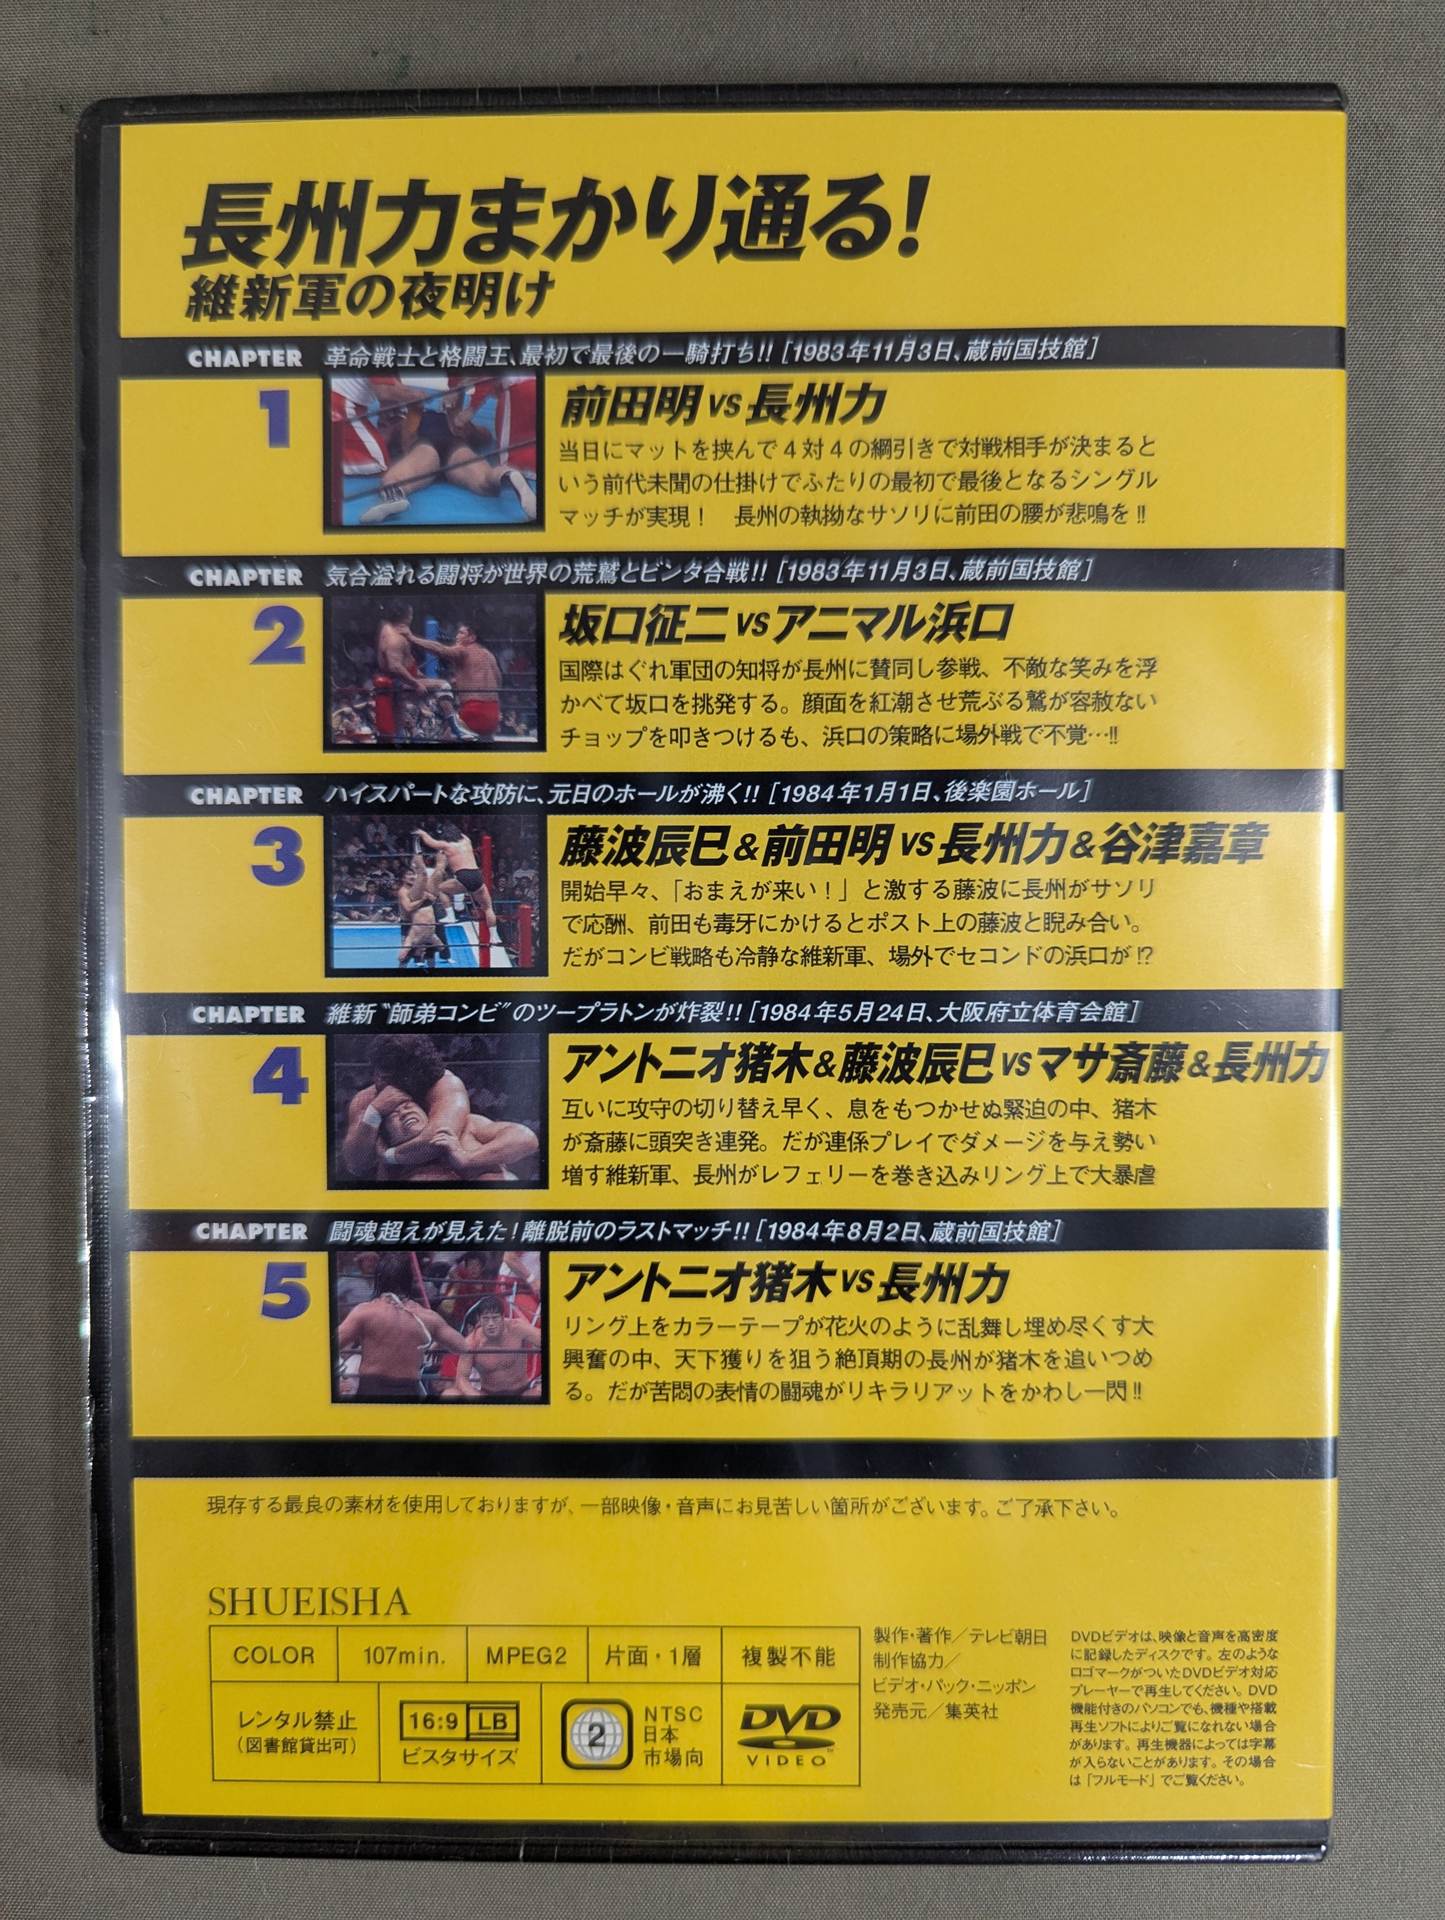 長州力まかり通る!
維新軍の夜明け
CHAPTER 革命戦士と格闘王、最初で最後の一騎打ち!! [1983年11月3日、蔵前国技館]
1
前田明 VS 長州力
当日にマットを挟んで4対4の綱引きで対戦相手が決まると
いう前代未聞の仕掛けでふたりの最初で最後となるシングル
マッチが実現! 長州の執拗なサソリに前田の腰が悲鳴を!!
CHAPTER 気合溢れる闘将が世界の荒鷲とビンタ合戦!! [1983年11月3日、蔵前国技館]
2
坂口征二 VS アニマル浜口
国際はぐれ軍団の知将が長州に賛同し参戦、不敵な笑みを浮
かべて坂口を挑発する。顔面を紅潮させ荒ぶる鷲が容赦ない
チョップを叩きつけるも、浜口の策略に場外戦で不覚…!!
CHAPTER ハイスパートな攻防に、元日のホールが沸く!! [1984年1月1日、後楽園ホール]
3
藤波辰巳&前田明 VS 長州力&谷津嘉章
開始早々、「おまえが来い!」と激する藤波に長州がサソリ
で応酬、前田も毒牙にかけるとポスト上の藤波と睨み合い。
だがコンビ戦略も冷静な維新軍、場外でセコンドの浜口が!?
CHAPTER 維新〝師弟コンビ〟のツープラトンが炸裂!! [1984年5月24日、大阪府立体育会館]
4
アントニオ猪木&藤波辰巳 VS マサ斎藤&長州力
互いに攻守の切り替え早く、息をもつかせぬ緊迫の中、猪木
が斎藤に頭突き連発。だが連係プレイでダメージを与え勢い
増す維新軍、長州がレフェリーを巻き込みリング上で大暴虐
CHAPTER 闘魂超えが見えた!離脱前のラストマッチ!! [1984年8月2日、蔵前国技館]
5
アントニオ猪木 VS 長州力
リング上をカラーテープが花火のように乱舞し埋め尽くす大
興奮の中、天下獲りを狙う絶頂期の長州が猪木を追いつめ
る。だが苦悶の表情の闘魂がリキラリアットをかわし一閃!!
現存する最良の素材を使用しておりますが、一部映像・音声にお見苦しい箇所がございます。ご了承下さい。
SHUEISHA
COLOR 107min. MPEG2 片面・1層 複製不能
レンタル禁止
(図書館貸出可)
16:9 LB
ビスタサイズ
2
NTSC
日本
市場向
DVD
VIDEO
製作・著作/テレビ朝日
制作協力/
ビデオ・パック・ニッポン
発売元/集英社
DVDビデオは、映像と音声を高密度
に記録したディスクです。左のような
ロゴマークがついたDVDビデオ対応
プレーヤーで再生してください。DVD
機能付きのパソコンでも、機種や搭載
再生ソフトによりご覧になれない場合
があります。再生機器によっては字幕
が入らないことがあります。その場合
は「フルモード」でご覧ください。